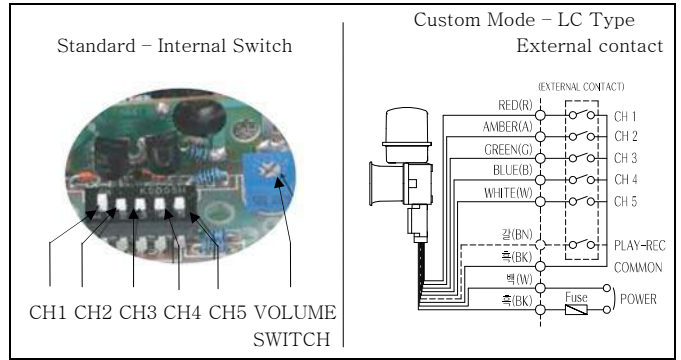 Standard – Internal Switch
CH1 CH2 CH3 CH4 CH5 VOLUME
SWITCH
Custom Mode – LC Type
External contact
(EXTERNAL CONTACT)
RED(R)
CH 1
AMBER(A)
CH 2
GREEN(G)
CH 3
BLUE(B)
CH 4
WHITE(W)
CH 5
갈(BN)
PLAY-REC
흑(BK)
COMMON
백(W)
POWER
흑(BK)
Fuse